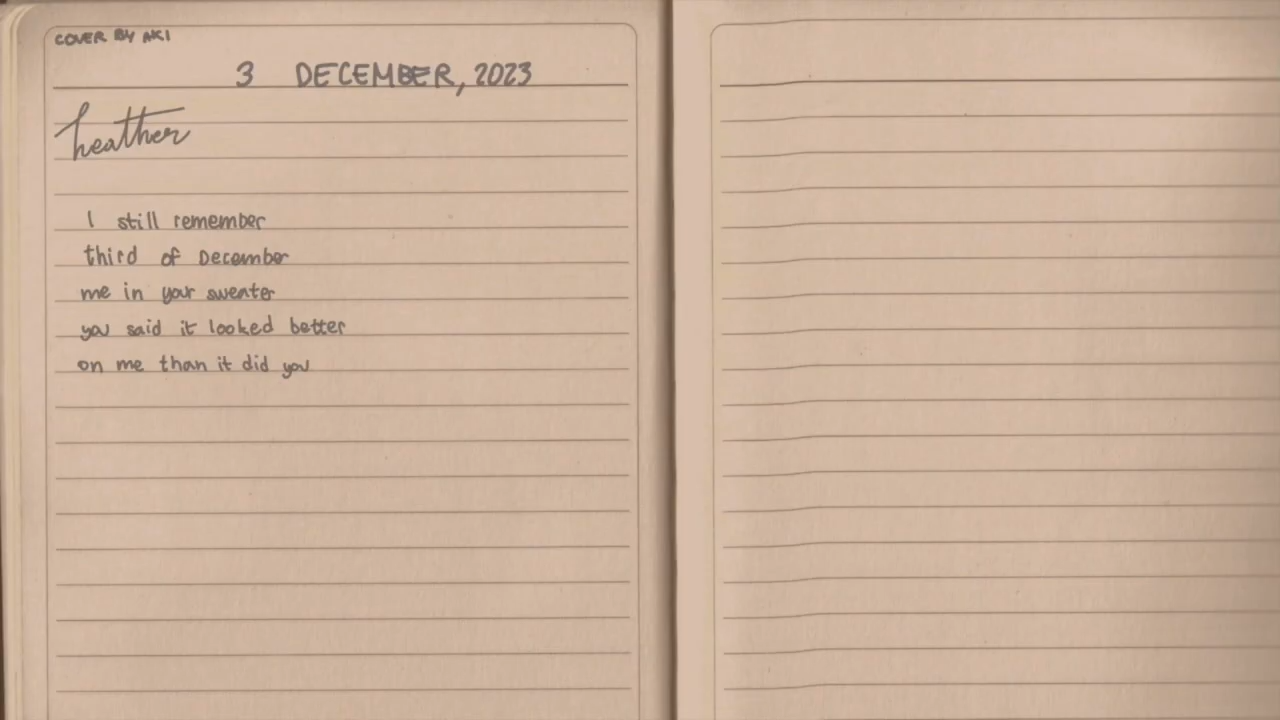 COVER BY AKI
3 DECEMBER, 2023
heather
I still remember
third of December
me in your sweater
you said it looked better
on me than it did you